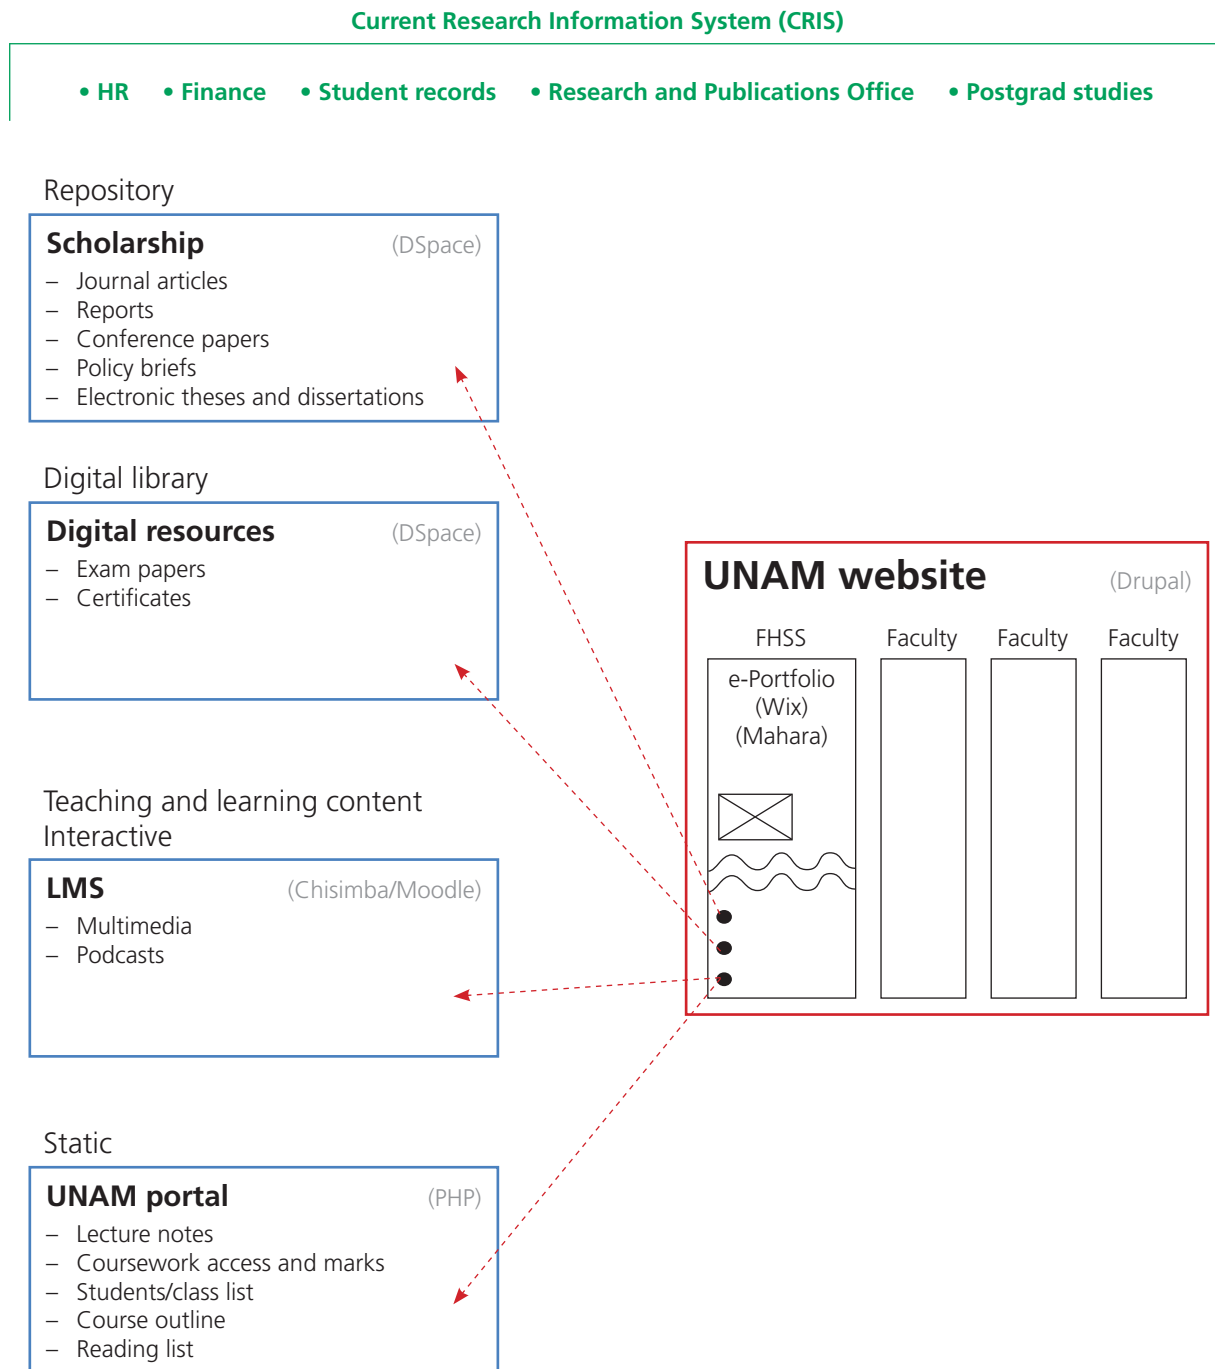 Current Research Information System (CRIS)
• HR • Finance • Student records • Research and Publications Office • Postgrad studies
Repository
Scholarship (DSpace)
– Journal articles
– Reports
– Conference papers
– Policy briefs
– Electronic theses and dissertations
Digital library
Digital resources (DSpace)
– Exam papers
– Certificates
Teaching and learning content
Interactive
LMS (Chisimba/Moodle)
– Multimedia
– Podcasts
Static
UNAM portal (PHP)
– Lecture notes
– Coursework access and marks
– Students/class list
– Course outline
– Reading list
UNAM website (Drupal)
FHSS Faculty Faculty Faculty
e-Portfolio
(Wix)
(Mahara)